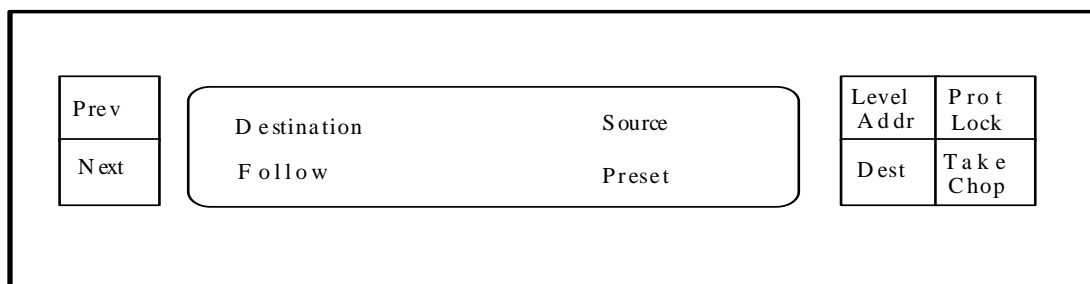 Prev
Next
Destination
Source
Follow
Preset
Level
Addr
Prot
Lock
Dest
Take
Chop